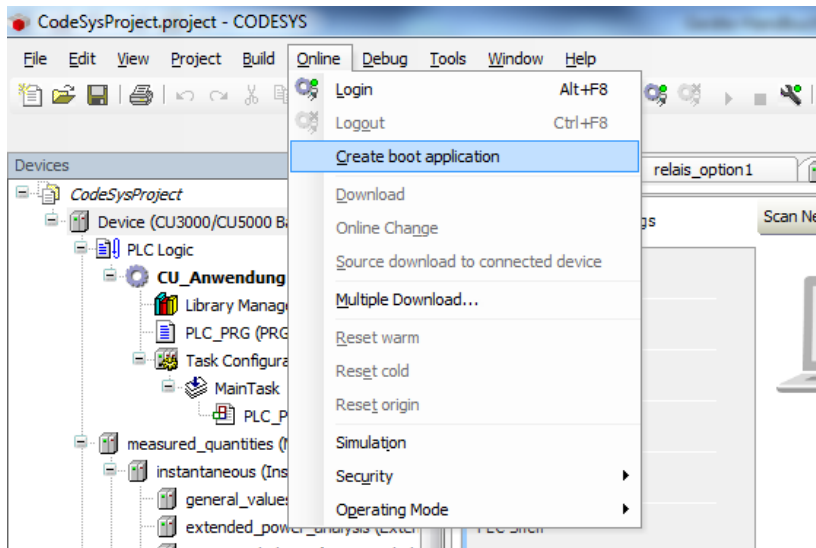 CodeSysProject.project - CODESYS
File Edit View Project Build Online Debug Tools Window Help
Login Alt+F8
Logout Ctrl+F8
Create boot application
Download
Online Change
Source download to connected device
Multiple Download...
Reset warm
Reset cold
Reset origin
Simulation
Security
Operating Mode
Devices
CodeSysProject
Device (CU3000/CU5000 Ba
PLC Logic
CU_Anwendung
Library Manag
PLC_PRG (PRG
Task Configura
MainTask
PLC_P
measured_quantities (
instantaneous (Ins
general_value
relais_option1
gs
Scan Ne